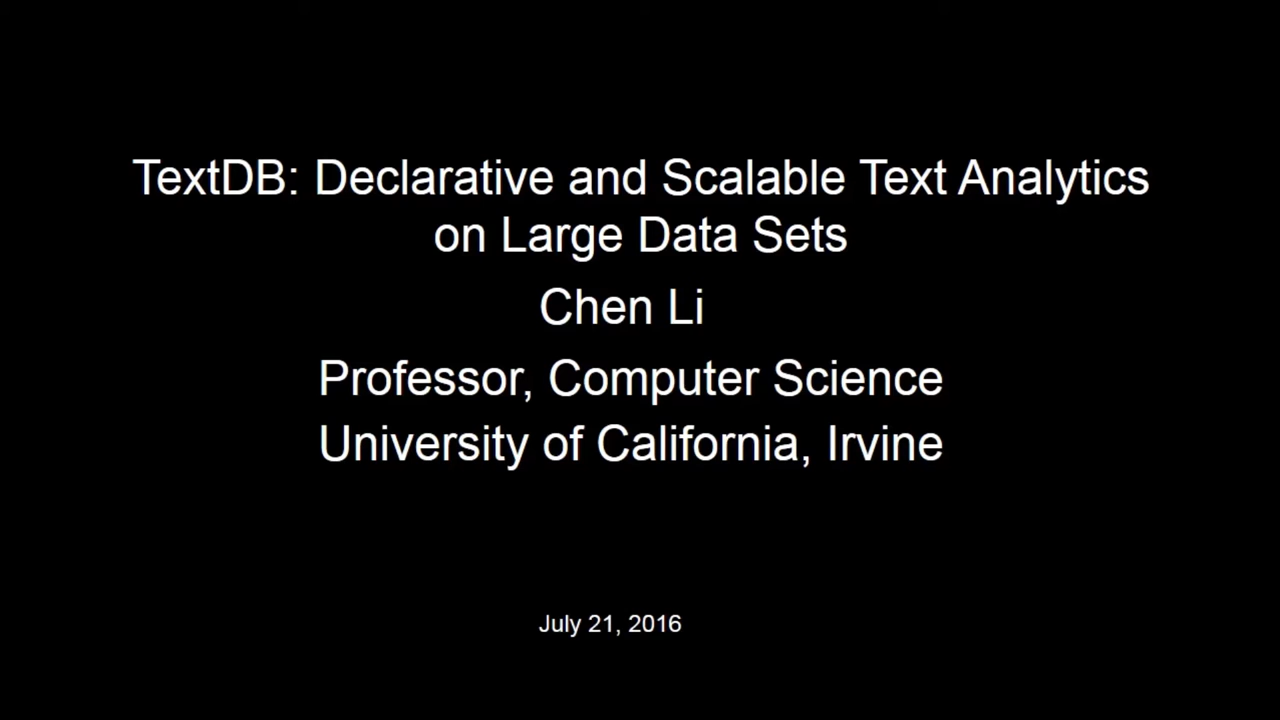 TextDB: Declarative and Scalable Text Analytics
on Large Data Sets
Chen Li
Professor, Computer Science
University of California, Irvine
July 21, 2016